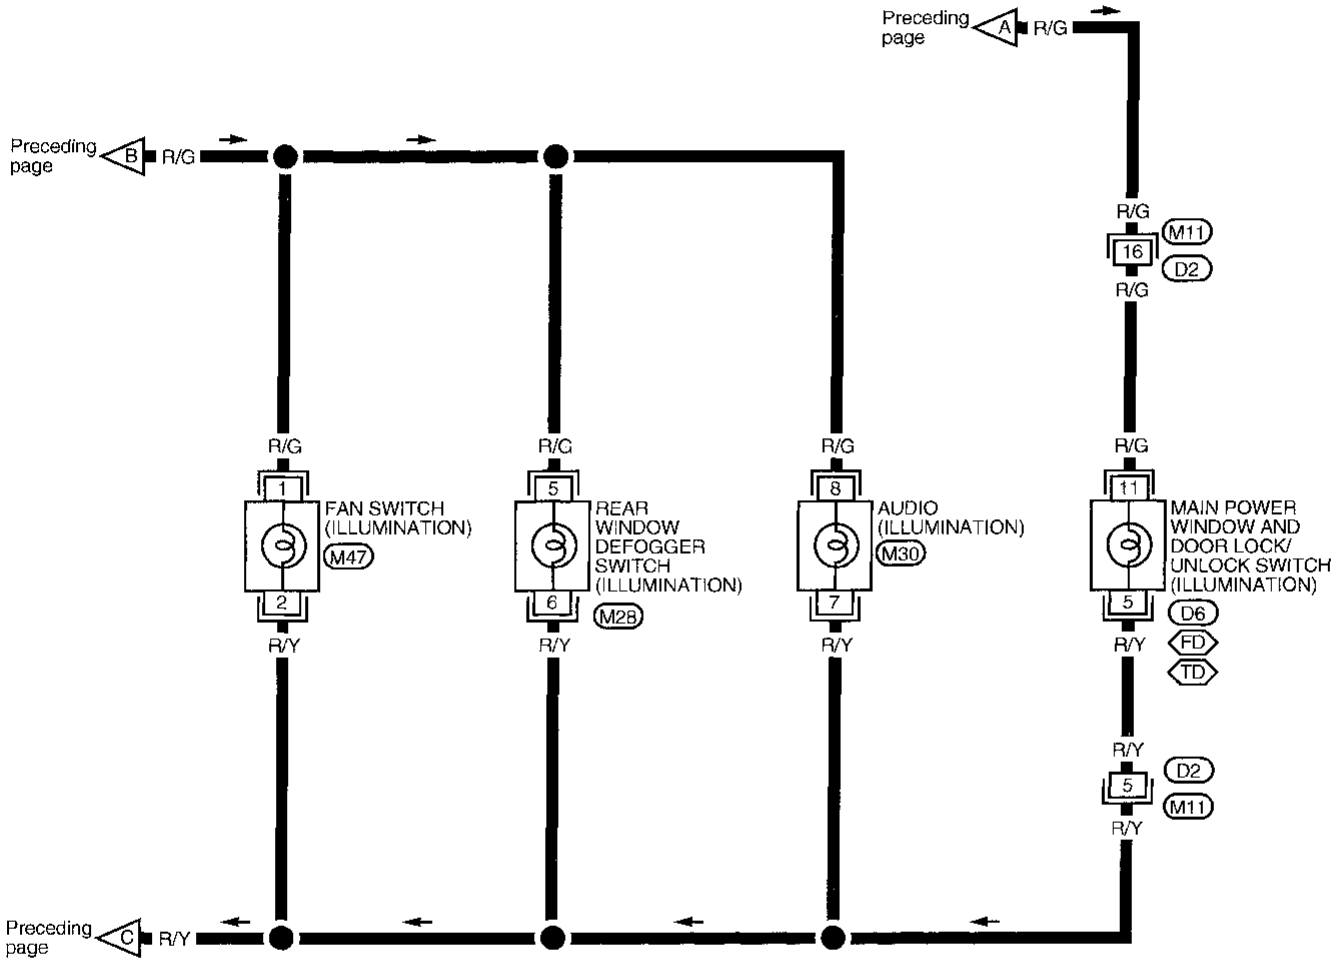 Preceding
page
A
R/G
Preceding
page
B
R/G
R/G
16
M11
D2
R/G
R/G
R/G
R/G
R/G
1
FAN SWITCH
(ILLUMINATION)
M47
2
R/Y
5
REAR
WINDOW
DEFOGGER
SWITCH
(ILLUMINATION)
M28
6
R/Y
8
AUDIO
(ILLUMINATION)
M30
7
R/Y
11
MAIN POWER
WINDOW AND
DOOR LOCK/
UNLOCK SWITCH
(ILLUMINATION)
5
D6
FD
TD
R/Y
R/Y
5
D2
M11
R/Y
Preceding
page
C
R/Y